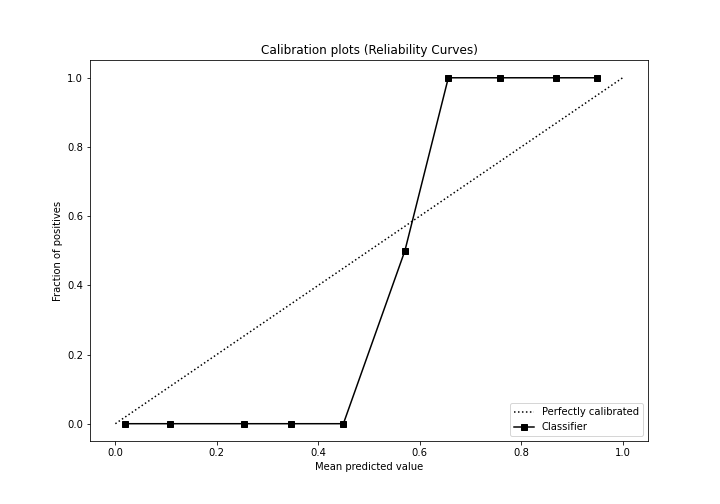 Calibration plots (Reliability Curves)
1.0
0.8
0.6
0.4
0.2
0.0
Fraction of positives
0.0 0.2 0.4 0.6 0.8 1.0
Mean predicted value
Perfectly calibrated
Classifier